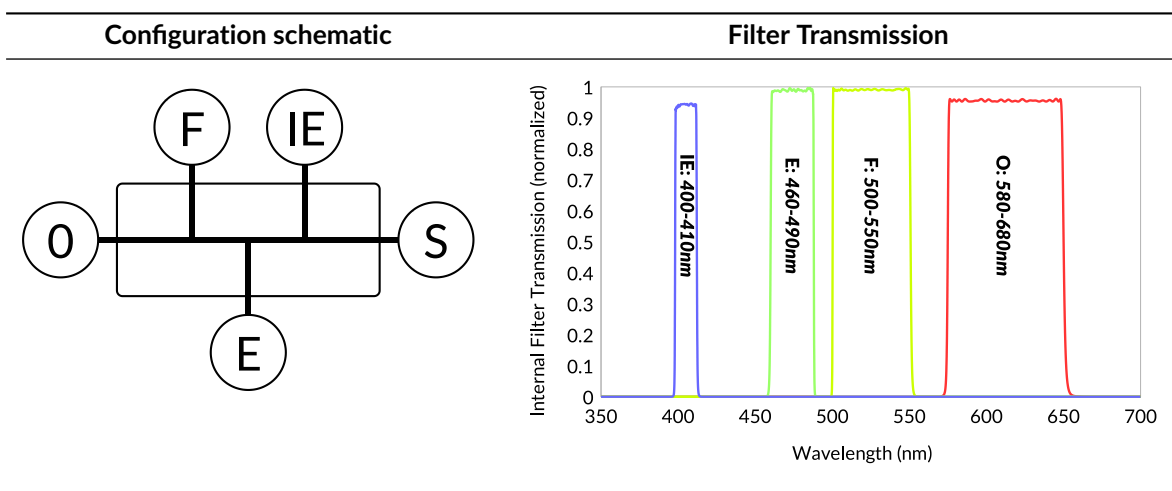 Configuration schematic
Filter Transmission
F
IE
0
S
E
Internal Filter Transmission (normalized)
1
0.9
0.8
0.7
0.6
0.5
0.4
0.3
0.2
0.1
0
IE: 400-410nm
E: 460-490nm
F: 500-550nm
O: 580-680nm
350
400
450
500
550
600
650
700
Wavelength (nm)